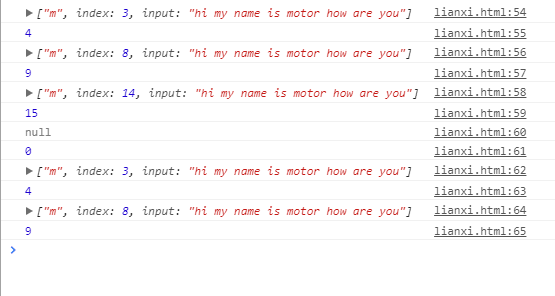 ▶["m", index: 3, input: "hi my name is motor how are you"] lianxi.html:54
4 lianxi.html:55
▶["m", index: 8, input: "hi my name is motor how are you"] lianxi.html:56
9 lianxi.html:57
▶["m", index: 14, input: "hi my name is motor how are you"] lianxi.html:58
15 lianxi.html:59
null lianxi.html:60
0 lianxi.html:61
▶["m", index: 3, input: "hi my name is motor how are you"] lianxi.html:62
4 lianxi.html:63
▶["m", index: 8, input: "hi my name is motor how are you"] lianxi.html:64
9 lianxi.html:65